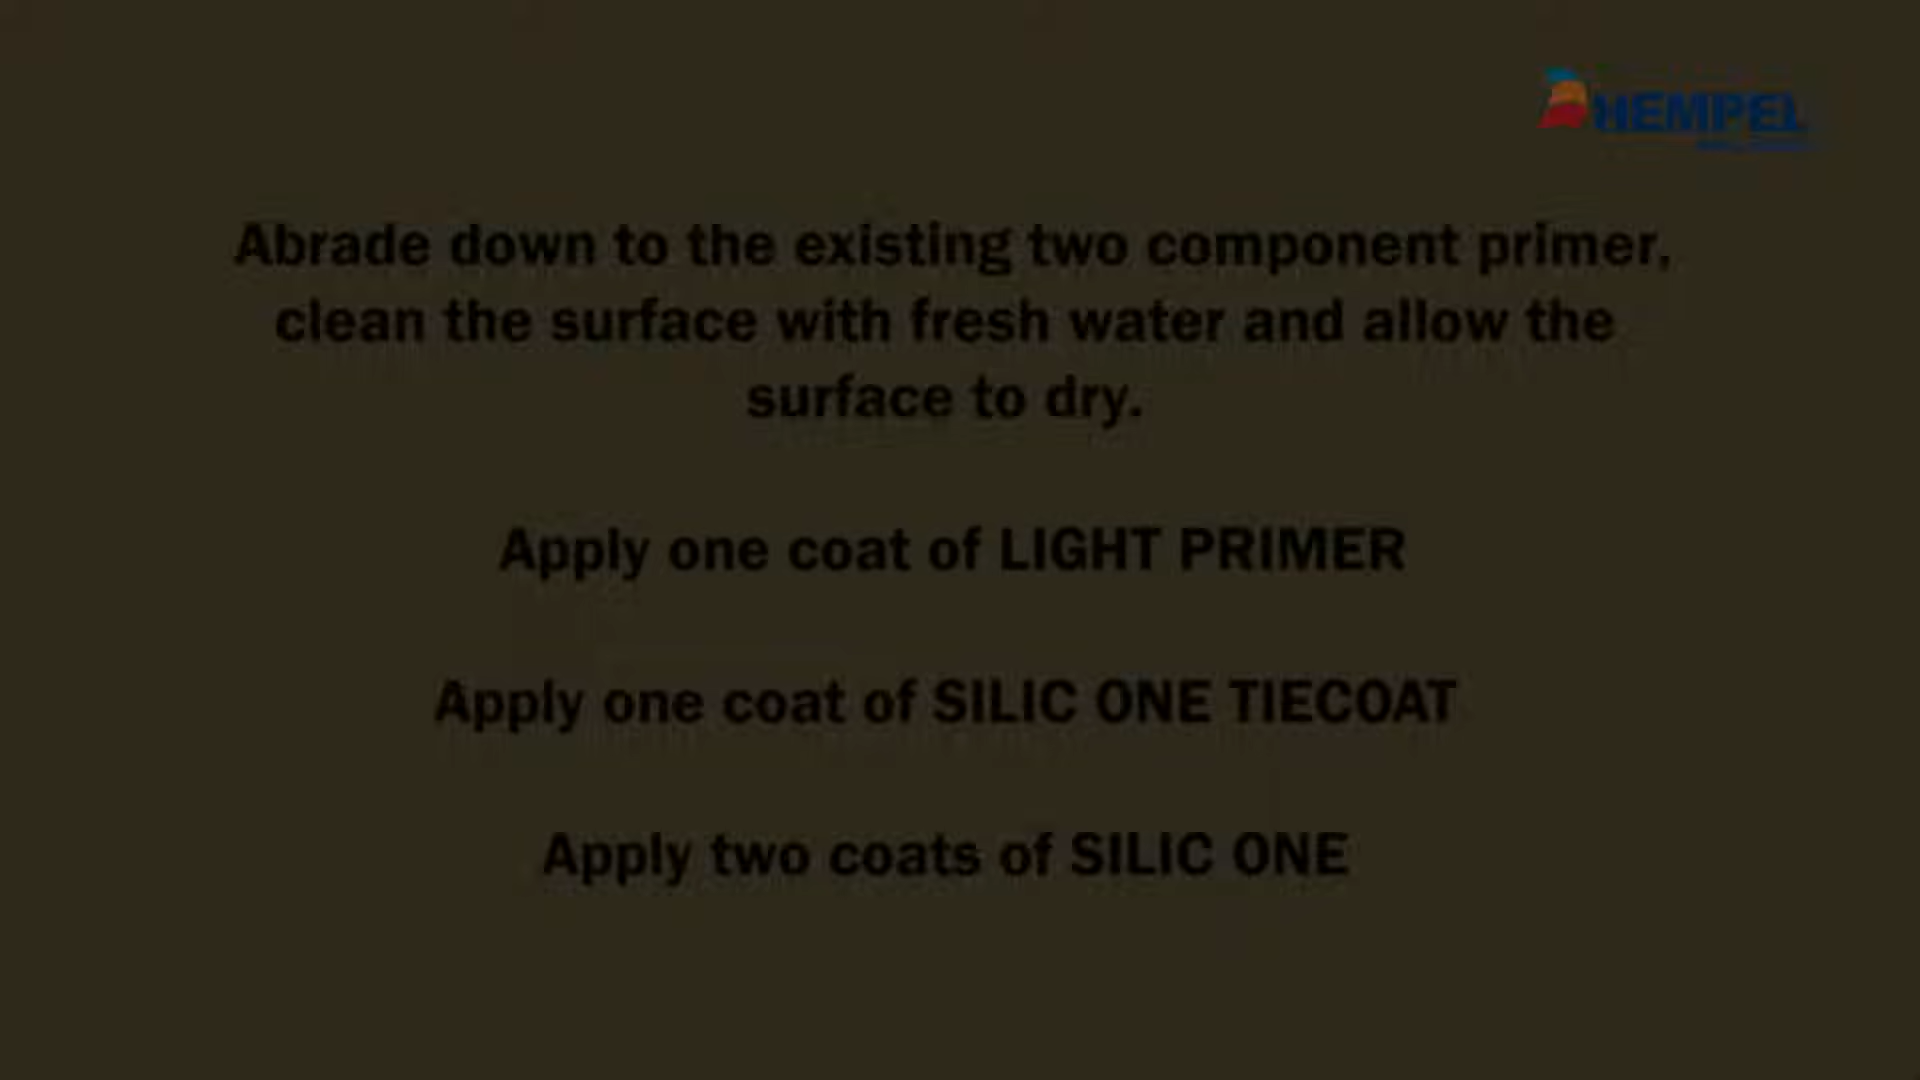 HEMPEL
Abrade down to the existing two component primer,
clean the surface with fresh water and allow the
surface to dry.
Apply one coat of LIGHT PRIMER
Apply one coat of SILIC ONE TIECOAT
Apply two coats of SILIC ONE